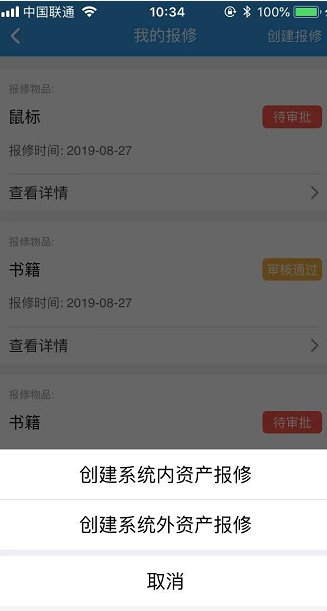 中国联通 10:34 100%
我的报修 创建报修
报修物品:
鼠标 待审批
报修时间: 2019-08-27
查看详情
报修物品:
书籍 审核通过
报修时间: 2019-08-27
查看详情
报修物品:
书籍 待审批
创建系统内资产报修
创建系统外资产报修
取消